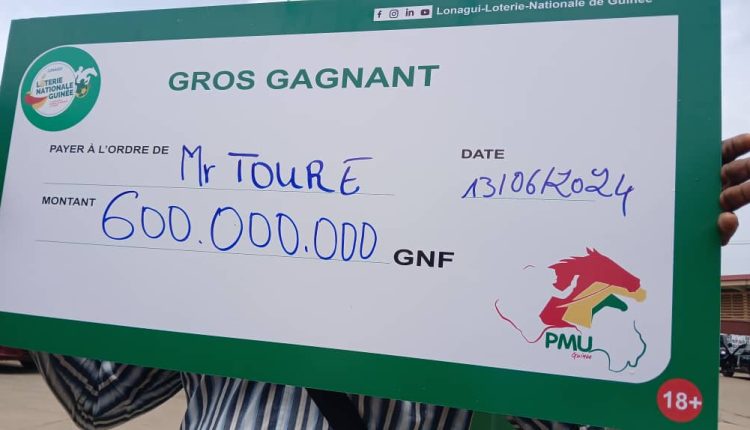 Lonagui-Loterie-Nationale de Guinée
LOTERIE
NATIONALE
GUINÉE
GROS GAGNANT
PAYER À L'ORDRE DE Mr TOURE
DATE 13/06/2024
MONTANT 600.000.000 GNF
PMU
Guinée
18+